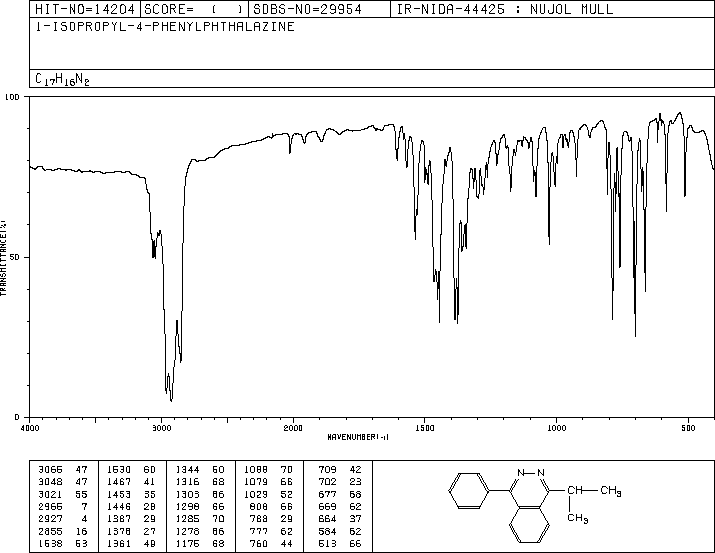 HIT-NO=14204 SCORE= ( ) SDBS-NO=29954 IR-NIDA-44425 : NUJOL MULL
1-ISOPROPYL-4-PHENYLPHTHALAZINE
C17H16N2
100
50
0
TRANSMITTANCE(%)
4000 3000 2000 1500 1000 500
WAVENUMBER(-1)
3066 47 1530 60 1344 50 1088 70 709 42
3048 47 1467 41 1316 68 1079 66 702 23
3021 55 1453 35 1303 86 1029 52 677 68
2965 7 1446 28 1298 66 808 66 669 62
2927 4 1387 29 1285 70 788 29 664 37
2855 16 1378 27 1278 86 777 62 584 62
1538 53 1361 49 1175 68 760 44 513 66
N N
CH CH3
CH3